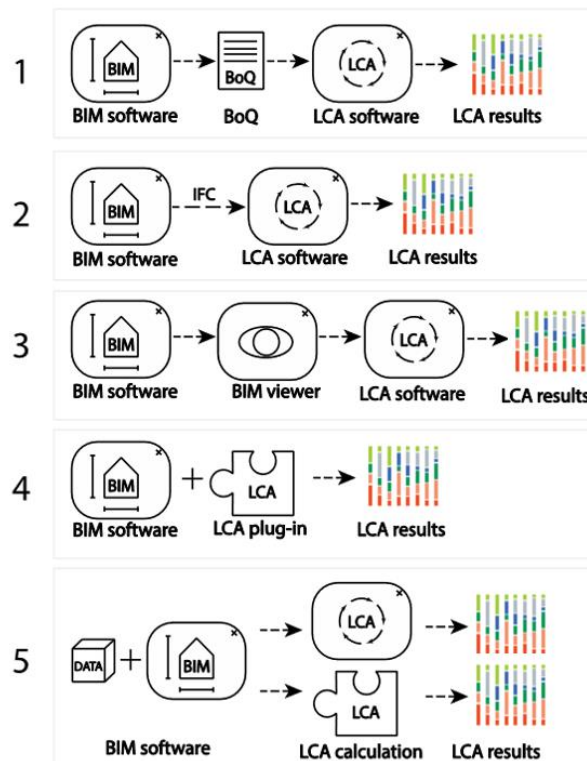 1
BIM
BoQ
LCA
BIM software
BoQ
LCA software
LCA results
2
BIM
IFC
LCA
BIM software
LCA software
LCA results
3
BIM
LCA
BIM software
BIM viewer
LCA software
LCA results
4
BIM
+
LCA
BIM software
LCA plug-in
LCA results
5
DATA
+
BIM
LCA
LCA
BIM software
LCA calculation
LCA results